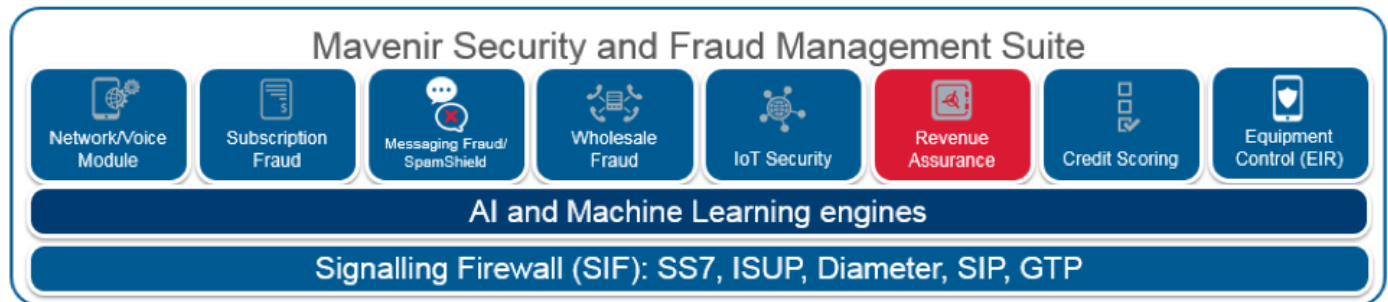 Mavenir Security and Fraud Management Suite
Network/Voice
Module
Subscription
Fraud
Messaging Fraud/
SpamShield
Wholesale
Fraud
IoT Security
Revenue
Assurance
Credit Scoring
Equipment
Control (EIR)
AI and Machine Learning engines
Signalling Firewall (SIF): SS7, ISUP, Diameter, SIP, GTP